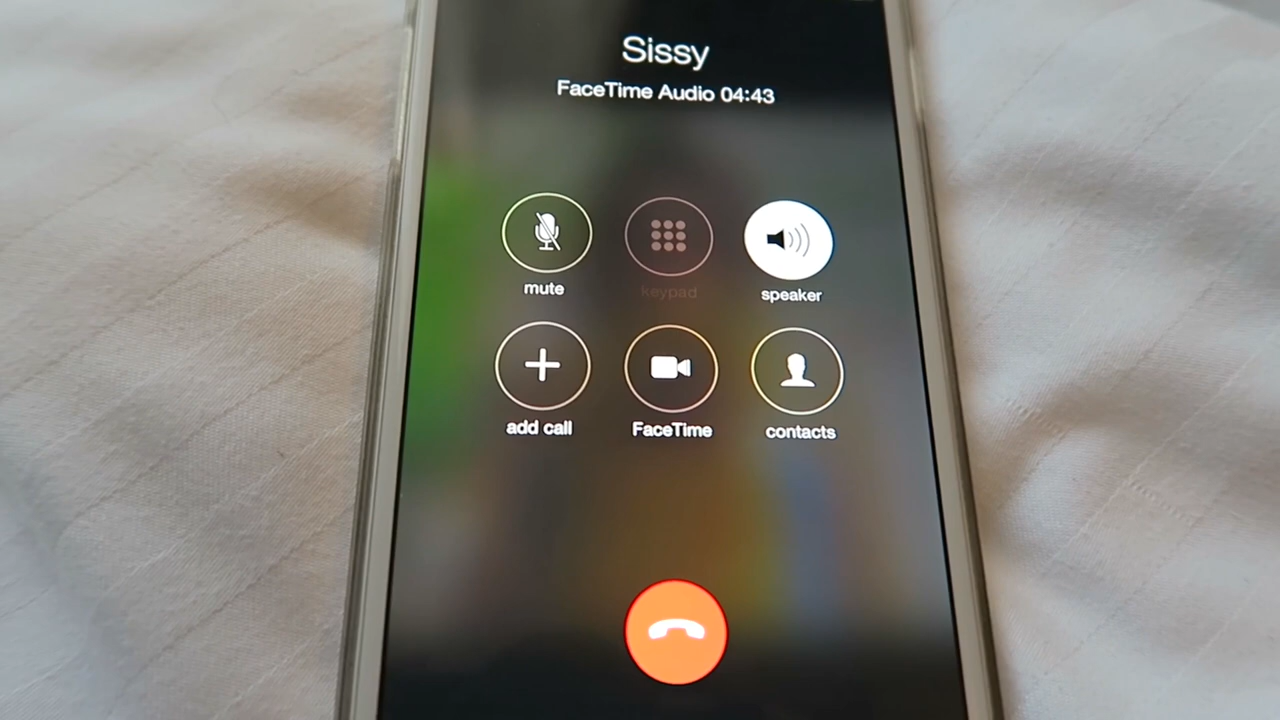 Sissy
FaceTime Audio 04:43
mute keypad speaker
add call FaceTime contacts